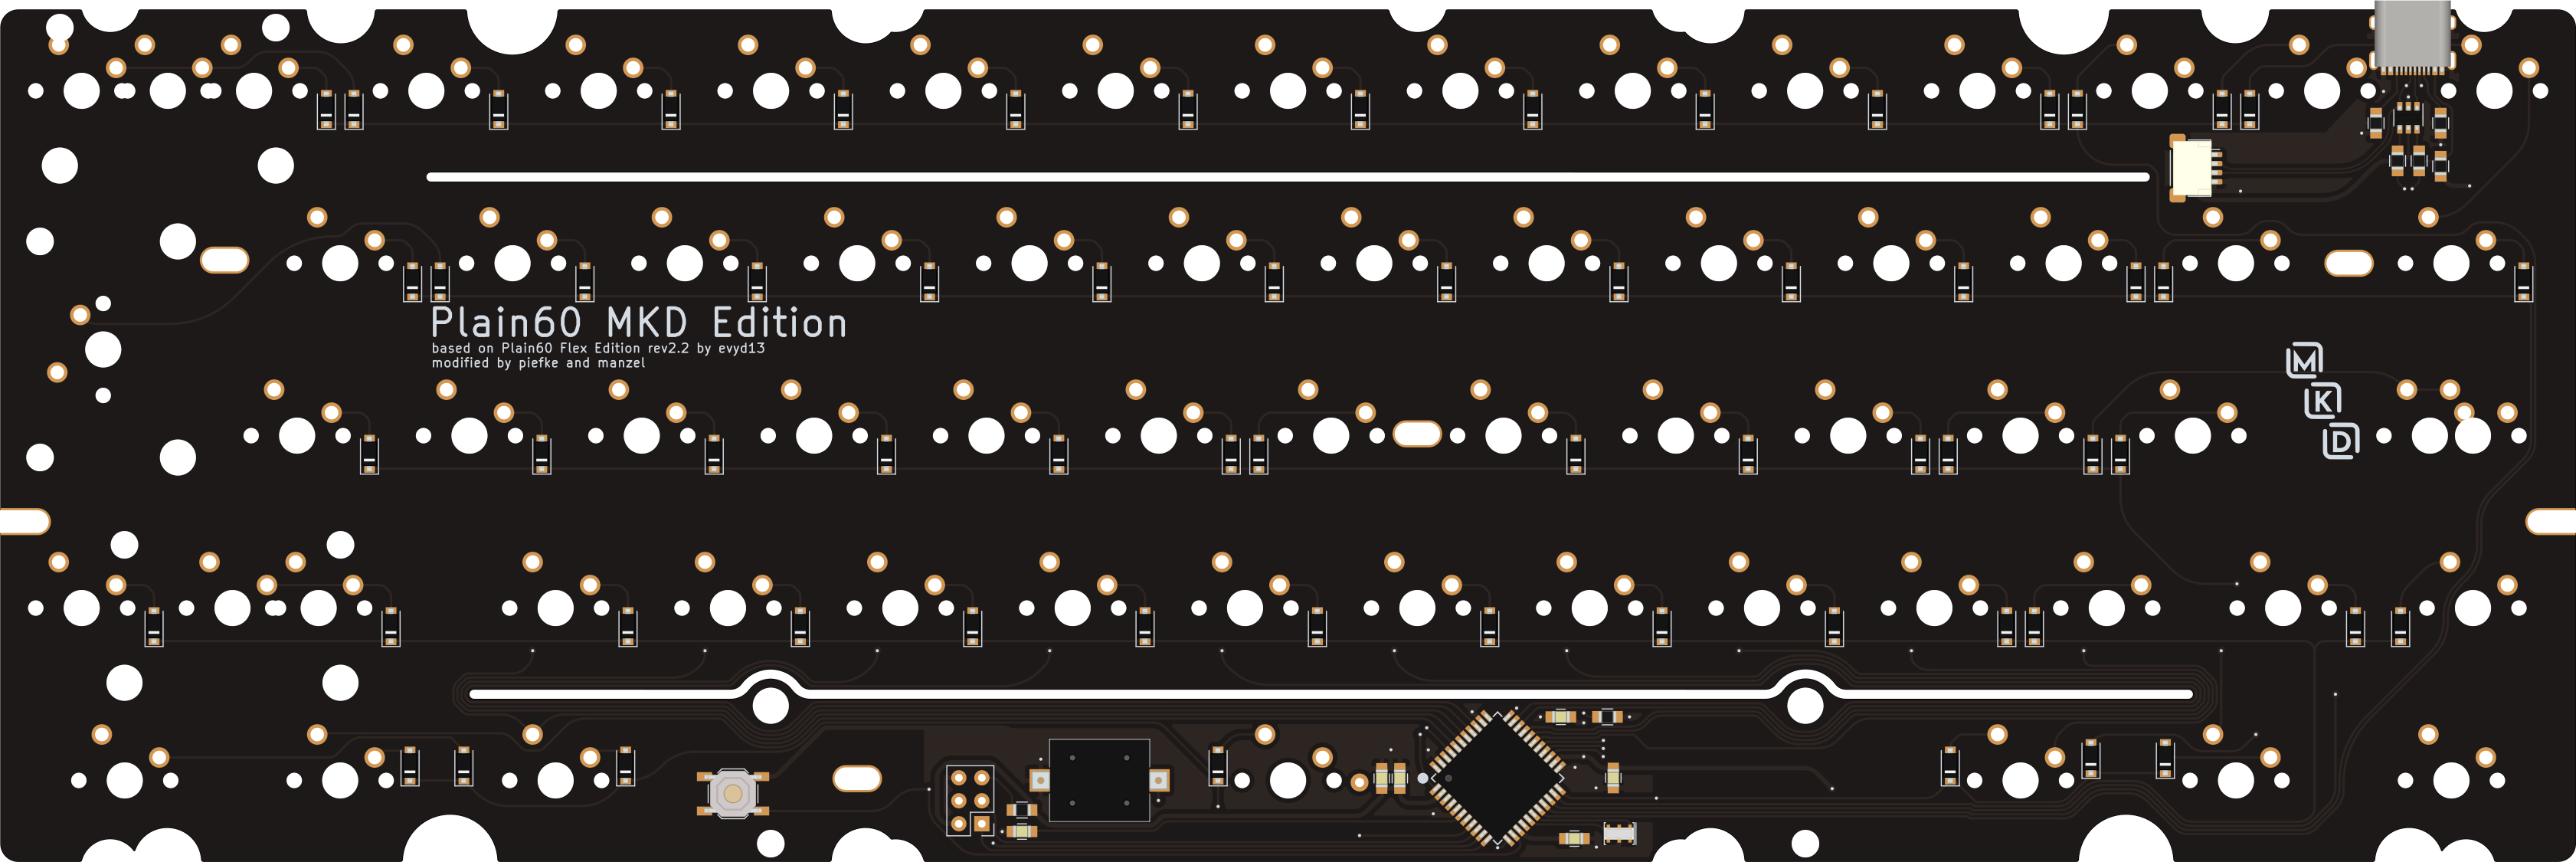 Plain60 MKD Edition
based on Plain60 Flex Edition rev2.2 by evyd13
modified by piefke and manzel
M
K
D